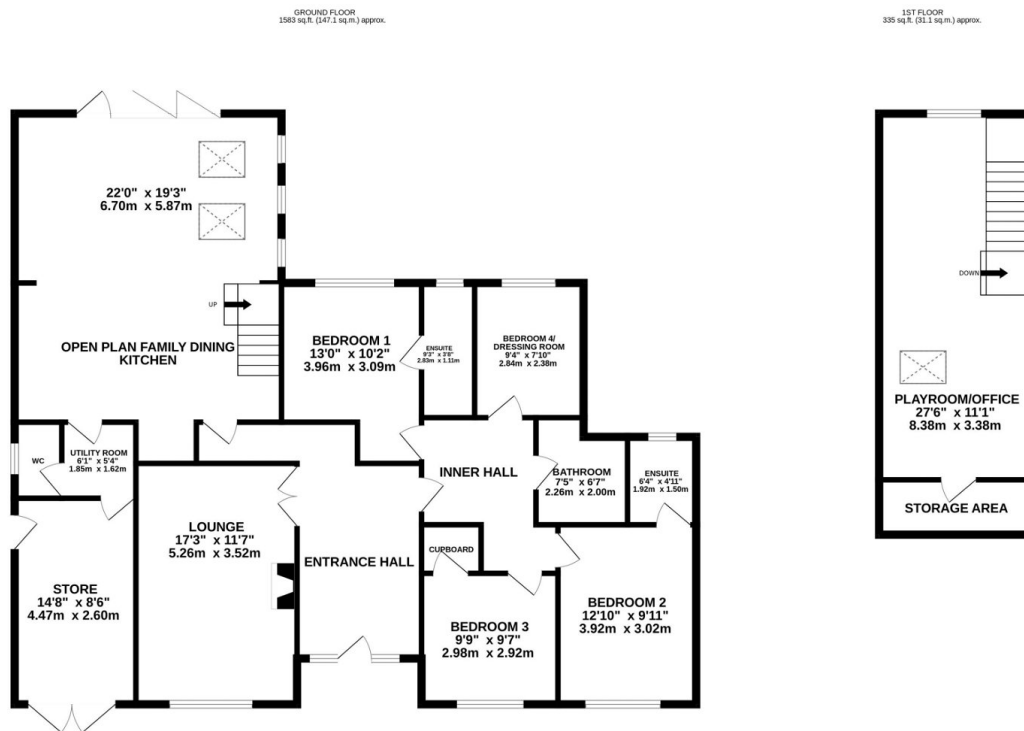 GROUND FLOOR
1583 sq.ft. (147.1 sq.m.) approx.
1ST FLOOR
335 sq.ft. (31.1 sq.m.) approx.
22'0" x 19'3"
6.70m x 5.87m
UP
OPEN PLAN FAMILY DINING
KITCHEN
BEDROOM 1
13'0" x 10'2"
3.96m x 3.09m
ENSUITE
9'3" x 3'8"
2.83m x 1.11m
BEDROOM 4/
DRESSING ROOM
9'4" x 7'10"
2.84m x 2.38m
WC
UTILITY ROOM
6'1" x 5'4"
1.85m x 1.62m
INNER HALL
BATHROOM
7'5" x 6'7"
2.26m x 2.00m
ENSUITE
6'4" x 4'11"
1.92m x 1.50m
LOUNGE
17'3" x 11'7"
5.26m x 3.52m
ENTRANCE HALL
CUPBOARD
STORE
14'8" x 8'6"
4.47m x 2.60m
BEDROOM 3
9'9" x 9'7"
2.98m x 2.92m
BEDROOM 2
12'10" x 9'11"
3.92m x 3.02m
DOWN
PLAYROOM/OFFICE
27'6" x 11'1"
8.38m x 3.38m
STORAGE AREA